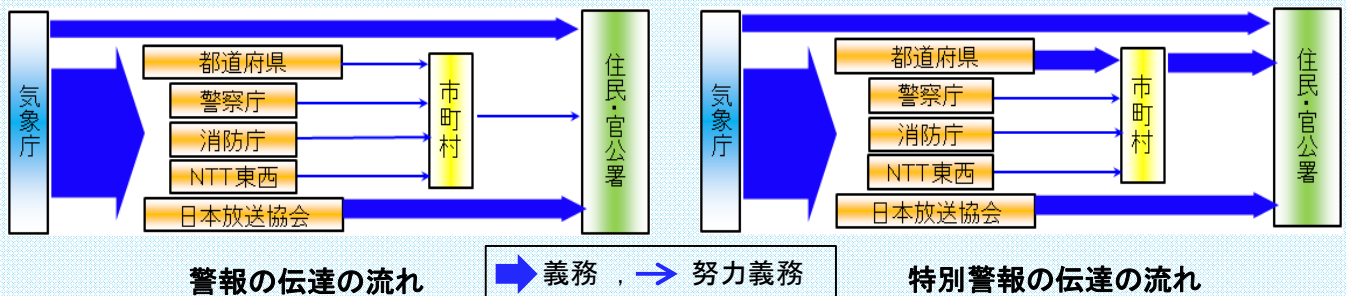 気象庁
都道府県
警察庁
消防庁
NTT東西
日本放送協会
市町村
住民・官公署
警報の伝達の流れ
気象庁
都道府県
警察庁
消防庁
NTT東西
日本放送協会
市町村
住民・官公署
特別警報の伝達の流れ
義務 , 努力義務